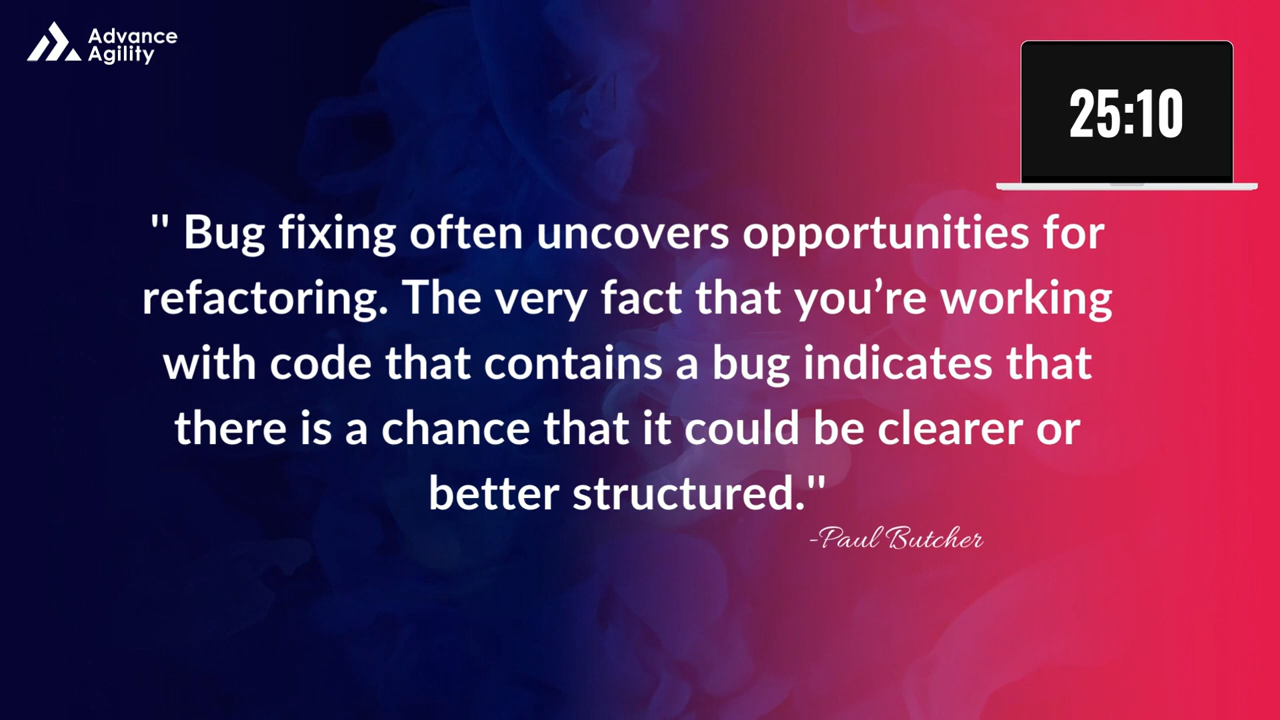 Advance
Agility
25:10
" Bug fixing often uncovers opportunities for
refactoring. The very fact that you’re working
with code that contains a bug indicates that
there is a chance that it could be clearer or
better structured."
-Paul Butcher